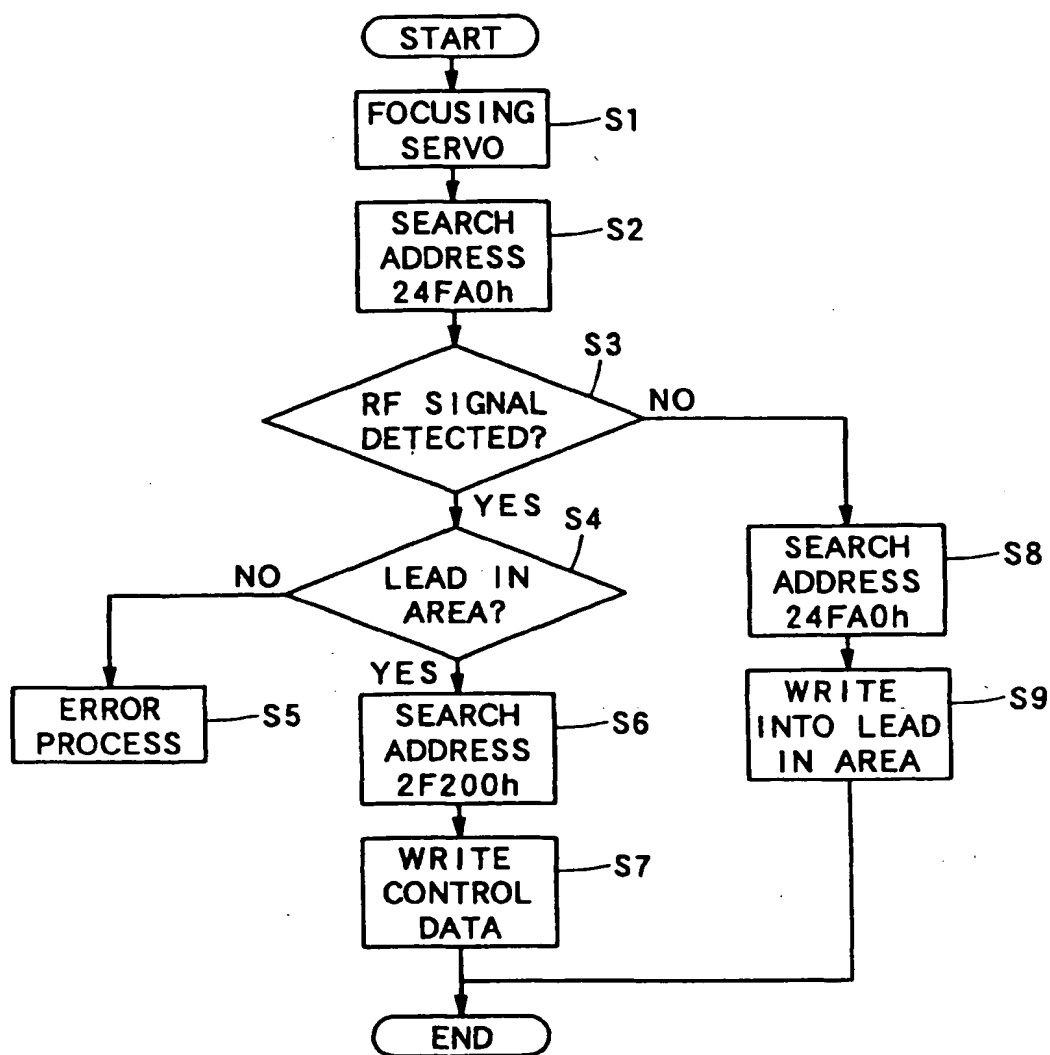 START
FOCUSING
SERVO
S1
SEARCH
ADDRESS
24FA0h
S2
S3
RF SIGNAL
DETECTED?
NO
YES
S4
LEAD IN
AREA?
NO
YES
SEARCH
ADDRESS
24FA0h
S8
ERROR
PROCESS
S5
SEARCH
ADDRESS
2F200h
S6
WRITE
INTO LEAD
IN AREA
S9
WRITE
CONTROL
DATA
S7
END